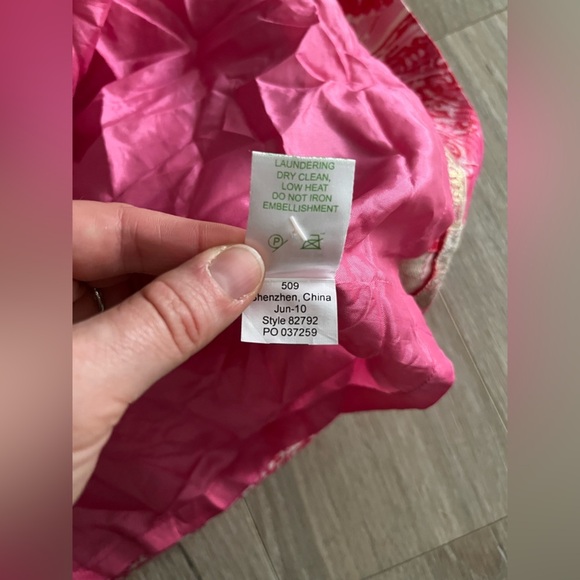 LAUNDERING
DRY CLEAN,
LOW HEAT
DO NOT IRON
EMBELLISHMENT
P
509
Shenzhen, China
Jun-10
Style 82792
PO 037259